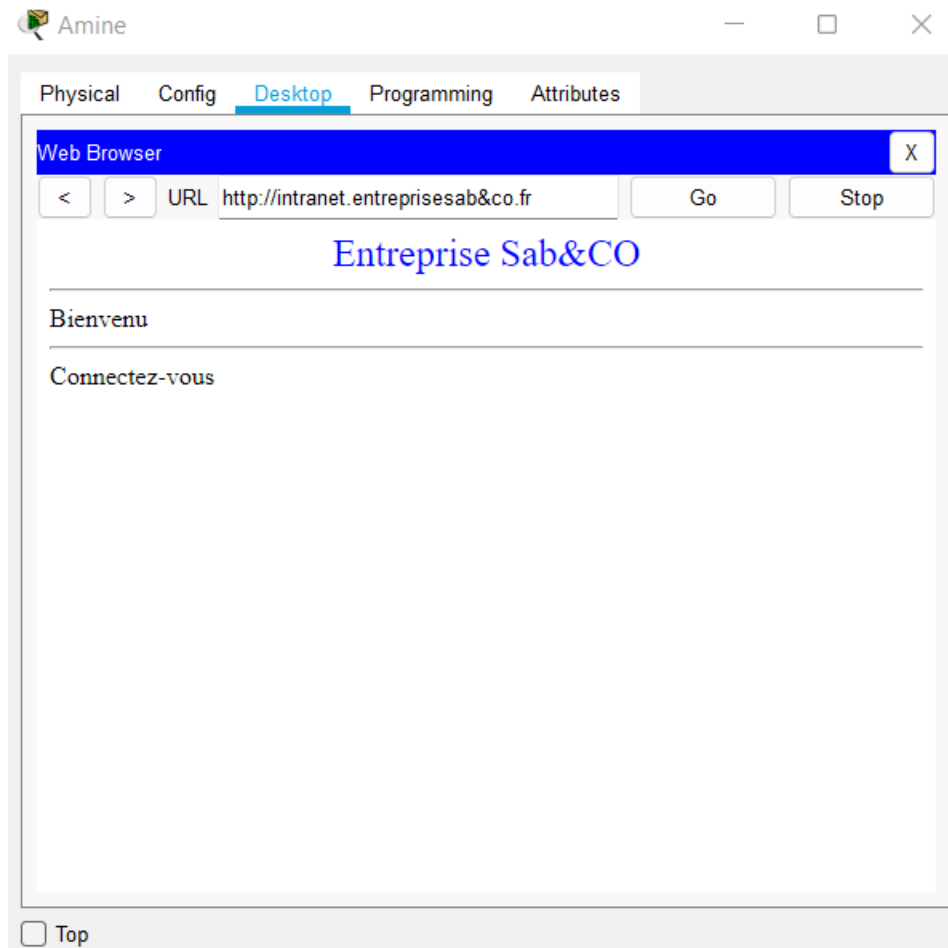 Amine
Physical Config Desktop Programming Attributes
Web Browser X
< > URL http://intranet.entreprisesab&co.fr Go Stop
Entreprise Sab&CO
Bienvenu
Connectez-vous
Top